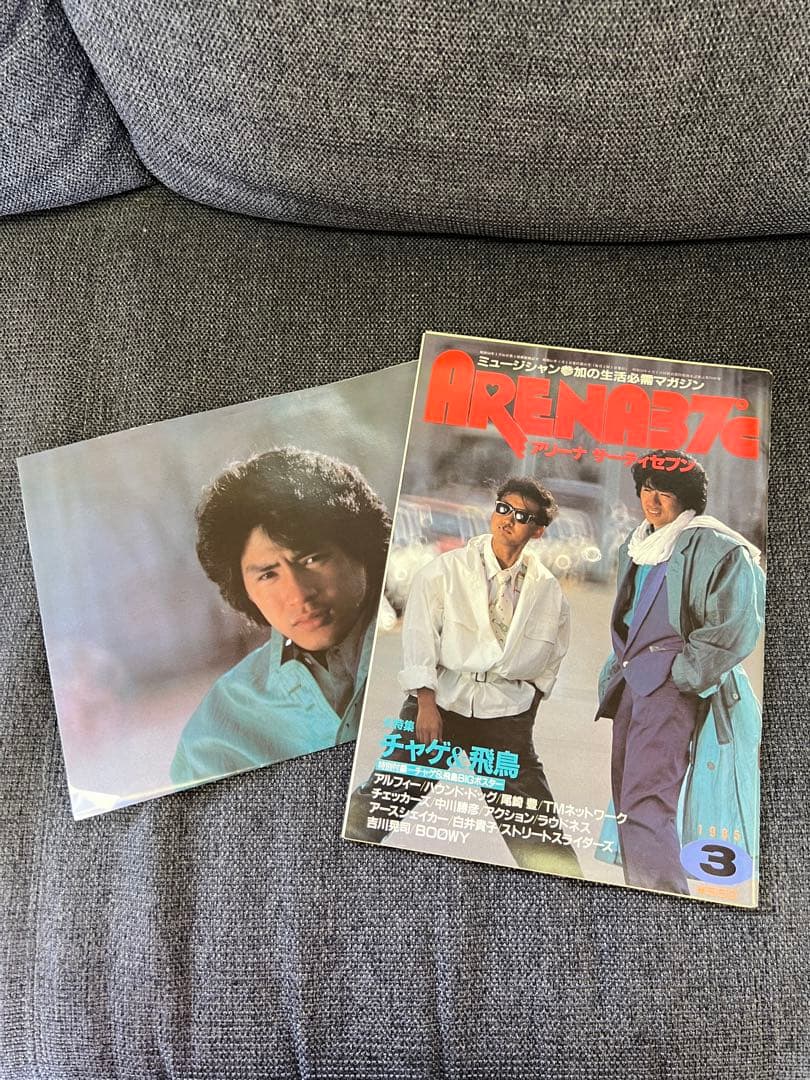 ミュージシャン参加の生活必需マガジン
ARENA37℃
アリーナ サーティセブン
特集
チャゲ&飛鳥
特別付録—チャゲ&飛鳥BIGポスター
アルフィー/ハウンド・ドッグ/尾崎 豊/TMネットワーク
チェッカーズ/中川勝彦/アクション/ラウドネス
アースシェイカー/白井貴子/ストリートスライダーズ
吉川晃司/BOØWY
1985
3